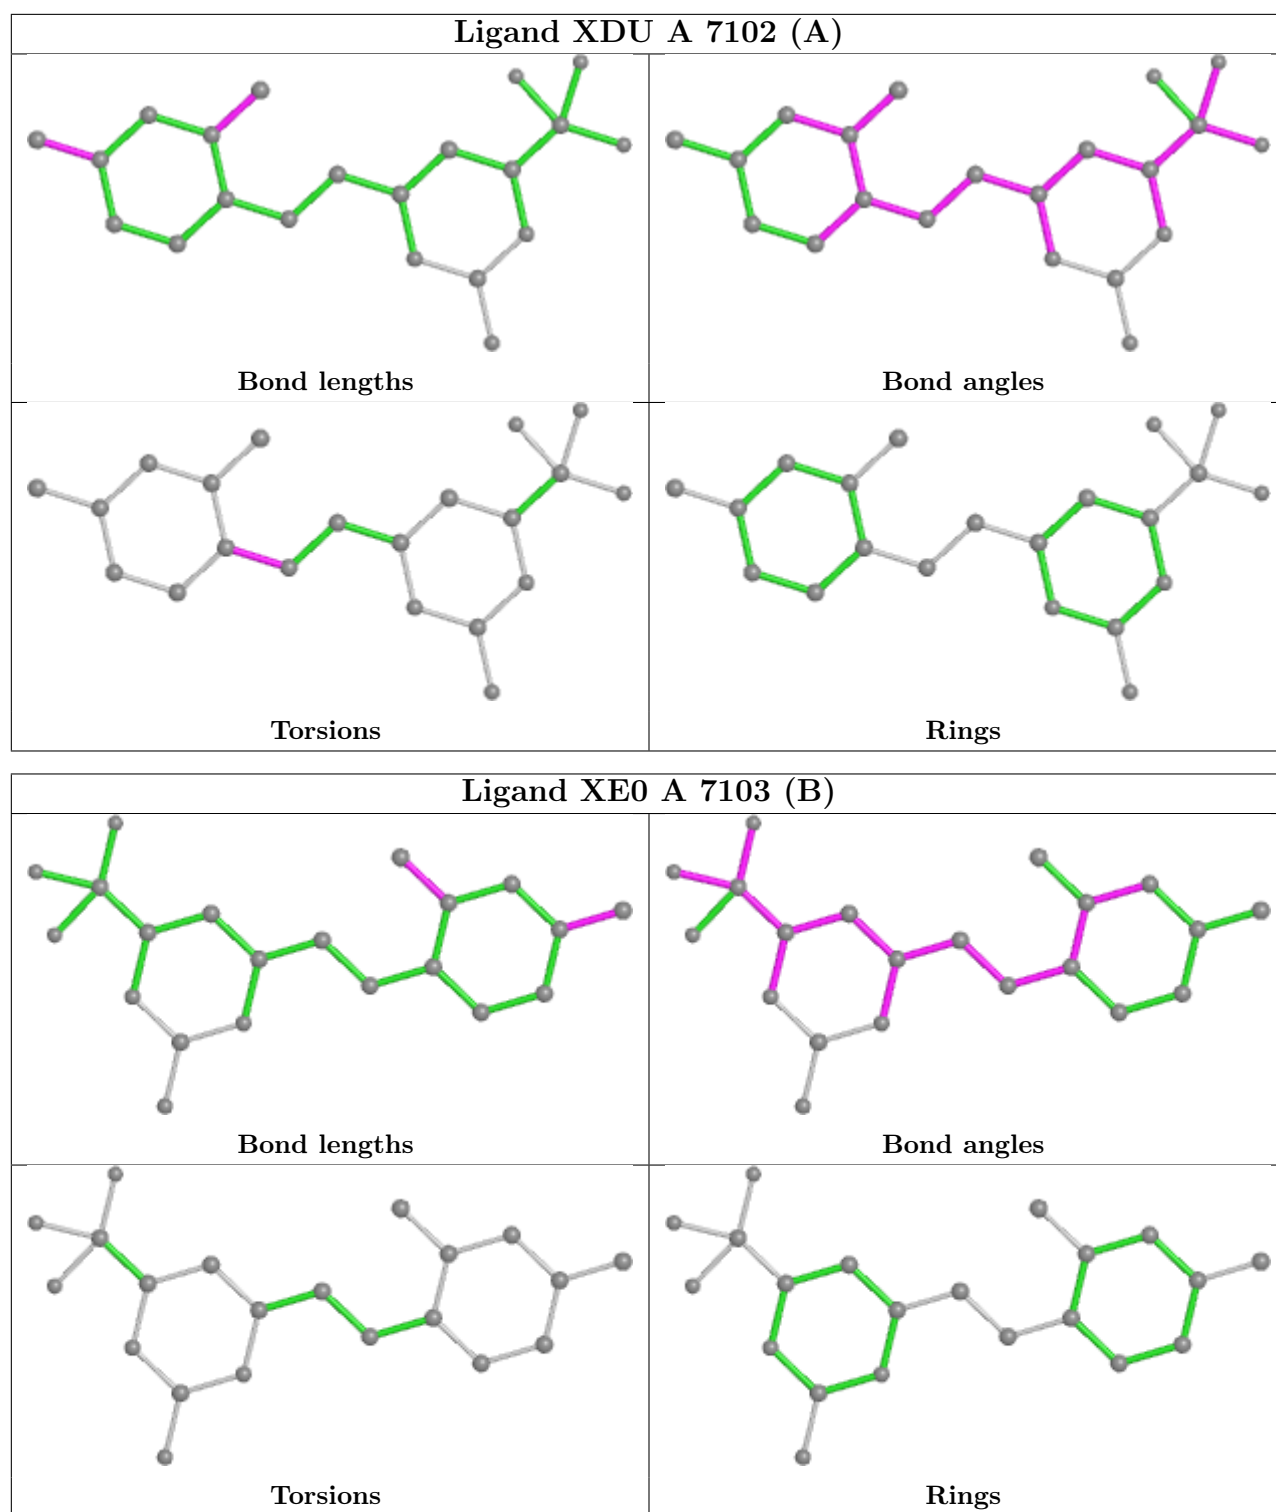 Ligand XDU A 7102 (A)
Bond lengths
Bond angles
Torsions
Rings
Ligand XE0 A 7103 (B)
Bond lengths
Bond angles
Torsions
Rings